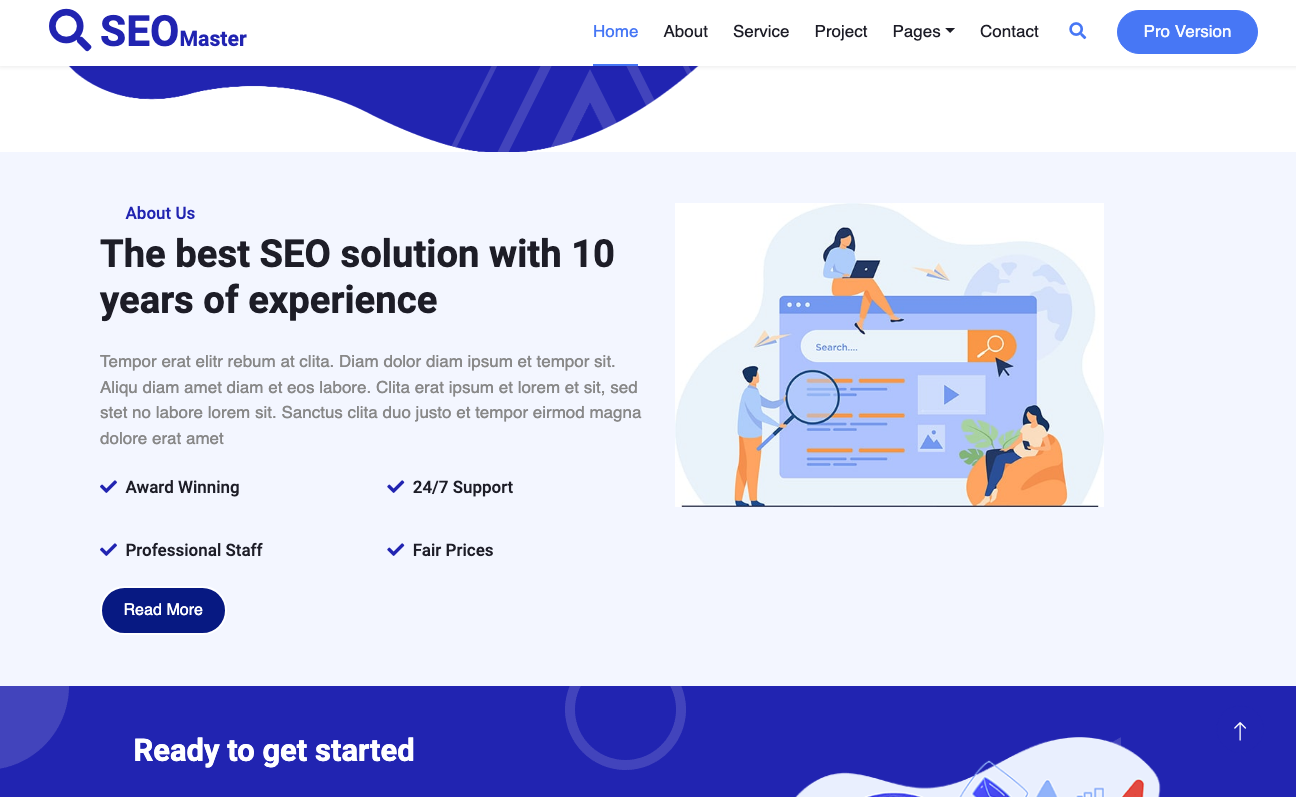 SEO Master
Home About Service Project Pages Contact Pro Version
About Us
The best SEO solution with 10
years of experience
Tempor erat elitr rebum at clita. Diam dolor diam ipsum et tempor sit.
Aliqu diam amet diam et eos labore. Clita erat ipsum et lorem et sit, sed
stet no labore lorem sit. Sanctus clita duo justo et tempor eirmod magna
dolore erat amet
Award Winning
24/7 Support
Professional Staff
Fair Prices
Read More
Search....
Ready to get started